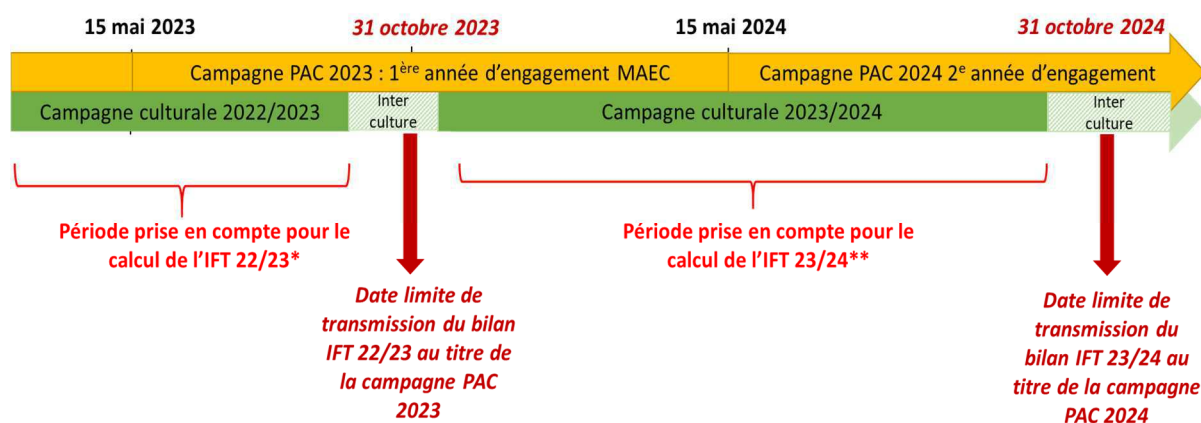 15 mai 2023
31 octobre 2023
15 mai 2024
31 octobre 2024
Campagne PAC 2023 : 1ère année d'engagement MAEC
Campagne PAC 2024 2e année d'engagement
Campagne culturale 2022/2023
Inter
culture
Campagne culturale 2023/2024
Inter
culture
Période prise en compte pour le
calcul de l'IFT 22/23*
Période prise en compte pour le
calcul de l'IFT 23/24**
Date limite de
transmission du bilan
IFT 22/23 au titre de
la campagne PAC
2023
Date limite de
transmission du
bilan IFT 23/24 au
titre de la campagne
PAC 2024